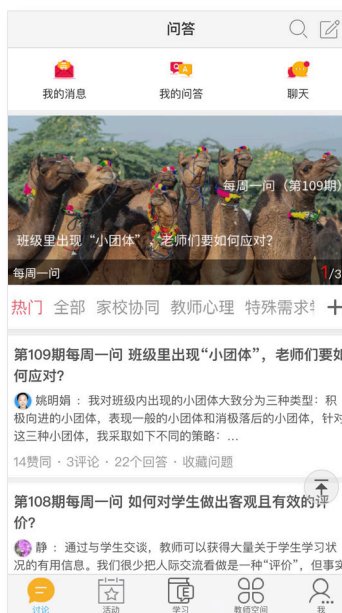 问答
我的消息
我的问答
聊天
每周一问（第109期）
班级里出现“小团体”，老师们要如何应对？
每周一问
1/3
热门 全部 家校协同 教师心理 特殊需求
第109期每周一问 班级里出现“小团体”，老师们要如
何应对？
姚明娟 ：我对班级内出现的小团体大致分为三种类型：积
极向进的小团体，表现一般的小团体和消极落后的小团体，针对
这三种小团体，我采取如下不同的策略：...
14赞同 · 3评论 · 22个回答 · 收藏问题
第108期每周一问 如何对学生做出客观且有效的评
价？
静 ：通过与学生交谈，教师可以获得大量关于学生学习状
况的有用信息。我们很少把人际交流看做是一种“评价”，但事实
讨论
活动
学习
教师空间
我